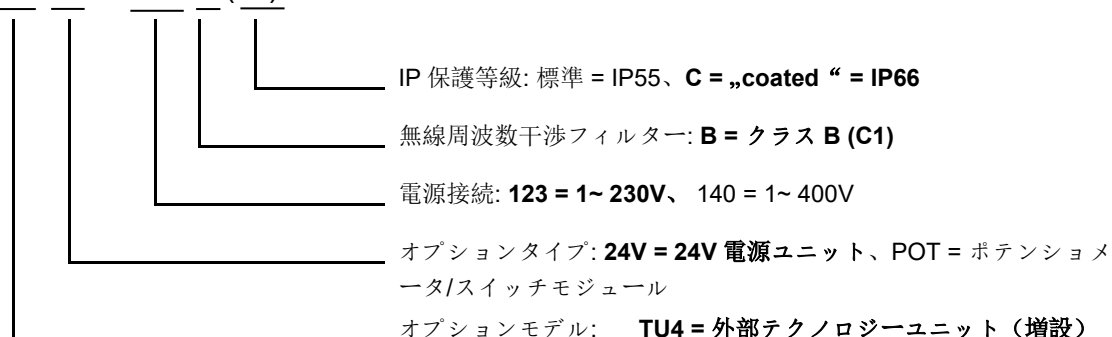 IP 保護等級: 標準 = IP55、C = „coated “ = IP66
無線周波数干渉フィルター: B = クラス B (C1)
電源接続: 123 = 1~ 230V、 140 = 1~ 400V
オプションタイプ: 24V = 24V 電源ユニット、POT = ポテンショメ
ータ/スイッチモジュール
オプションモデル: TU4 = 外部テクノロジーユニット（増設）